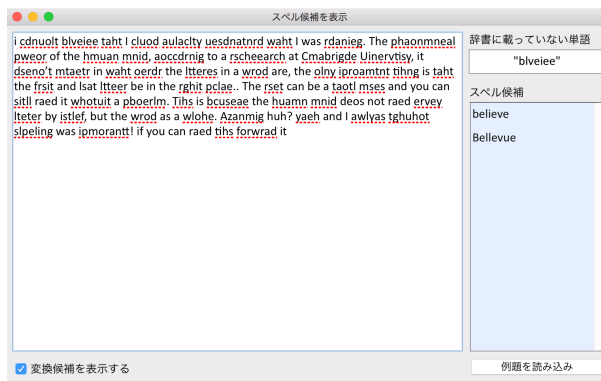 スペル候補を表示
i cdnuolt blveiee taht I cluod aulaclty uesdnatnrd waht I was rdanieg. The phaonmneal
pweor of the hmuan mnid, aoccdrnig to a rscheearch at Cmabrigde Uinervtisy, it
dseno't mtaetr in waht oerdr the ltteres in a wrod are, the olny iproamtnt tihng is taht
the frsit and lsat ltteer be in the rghit pclae.. The rset can be a taotl mses and you can
sitll raed it whotuit a pboerlm. Tihs is bcuseae the huamn mnid deos not raed ervey
lteter by istlef, but the wrod as a wlohe. Azanmig huh? yaeh and I awlyas tghuhot
slpeling was ipmorantt! if you can raed tihs forwrad it
辞書に載っていない単語
"blveiee"
スペル候補
believe
Bellevue
変換候補を表示する
例題を読み込み